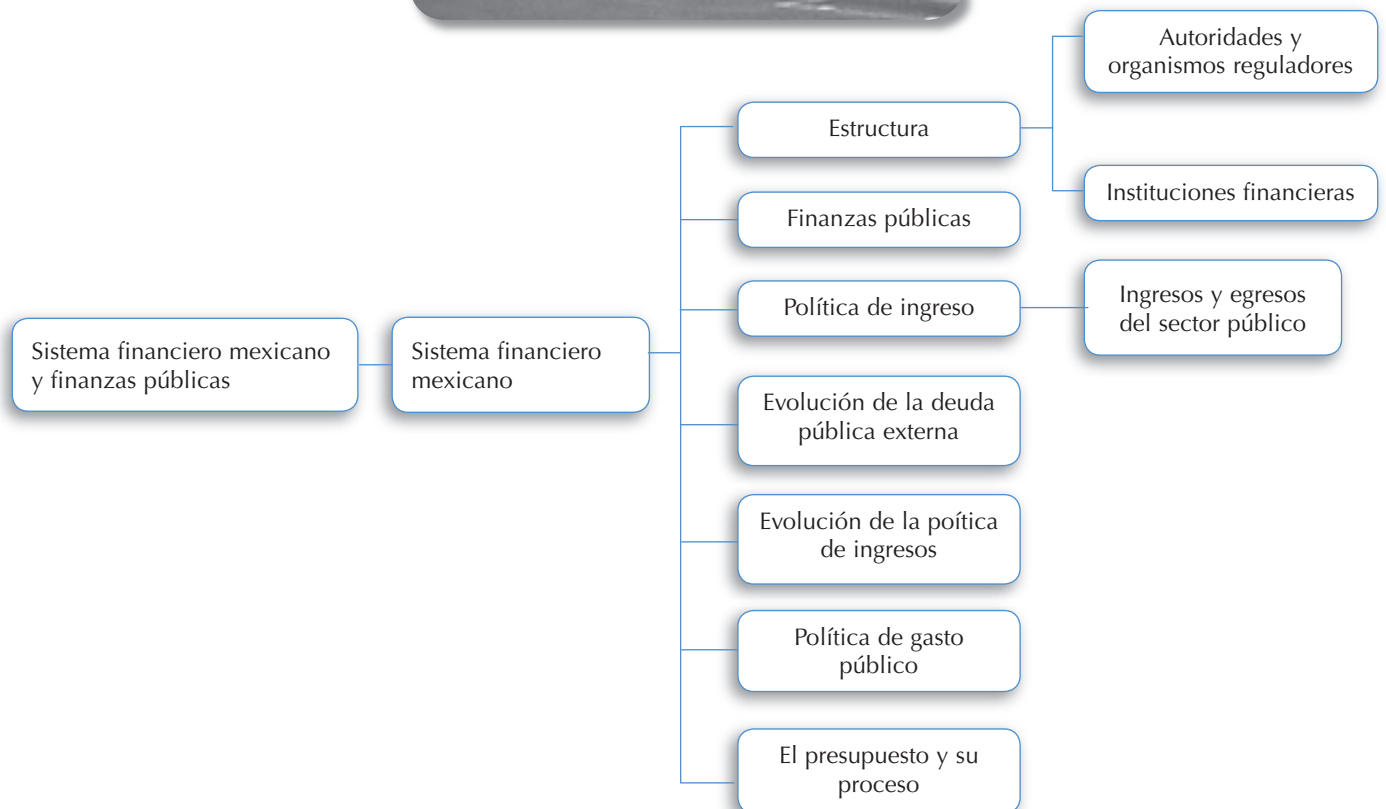 Sistema financiero mexicano
y finanzas públicas
Sistema financiero
mexicano
Estructura
Autoridades y
organismos reguladores
Instituciones financieras
Finanzas públicas
Política de ingreso
Ingresos y egresos
del sector público
Evolución de la deuda
pública externa
Evolución de la poítica
de ingresos
Política de gasto
público
El presupuesto y su
proceso